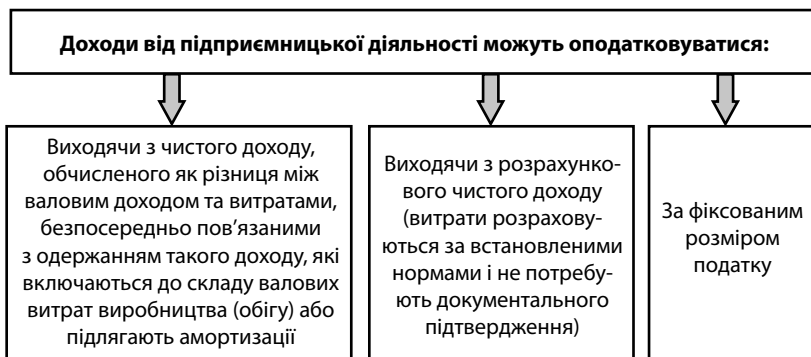 Доходи від підприємницької діяльності можуть оподатковуватися:
Виходячи з чистого доходу,
обчисленого як різниця між
валовим доходом та витратами,
безпосередньо пов’язаними
з одержанням такого доходу, які
включаються до складу валових
витрат виробництва (обігу) або
підлягають амортизації
Виходячи з розрахунко-
вого чистого доходу
(витрати розрахову-
ються за встановленими
нормами і не потребу-
ють документального
підтвердження)
За фіксованим
розміром
податку